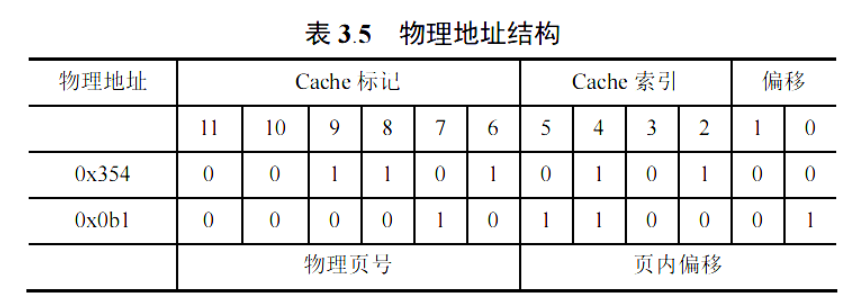 表 3.5 物理地址结构
物理地址 Cache 标记 Cache 索引 偏移
11 10 9 8 7 6 5 4 3 2 1 0
0x354 0 0 1 1 0 1 0 1 0 1 0 0
0x0b1 0 0 0 0 1 0 1 1 0 0 0 1
物理页号 页内偏移